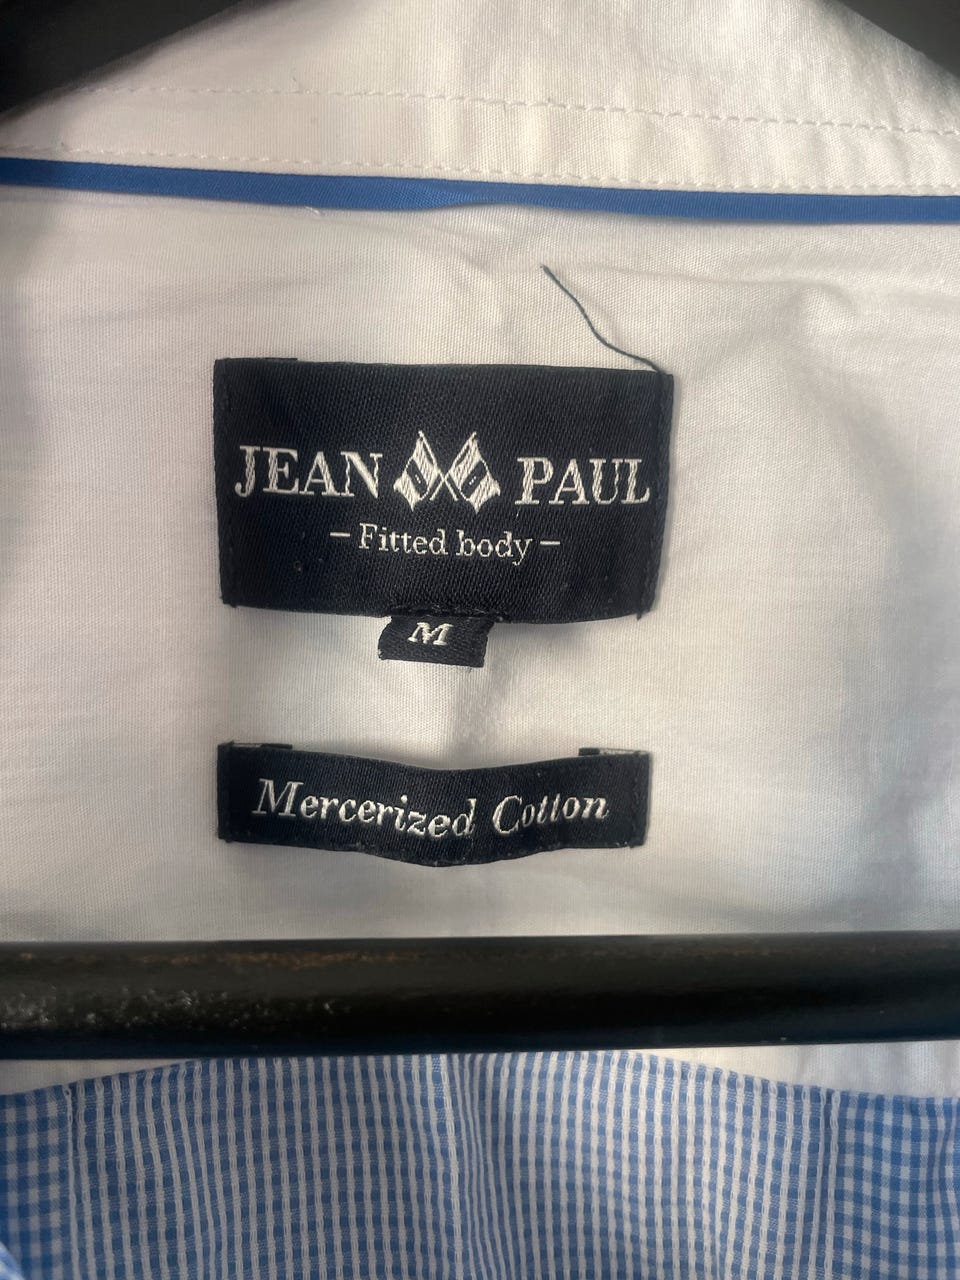 JEAN PAUL
- Fitted body -
M
Mercerized Cotton